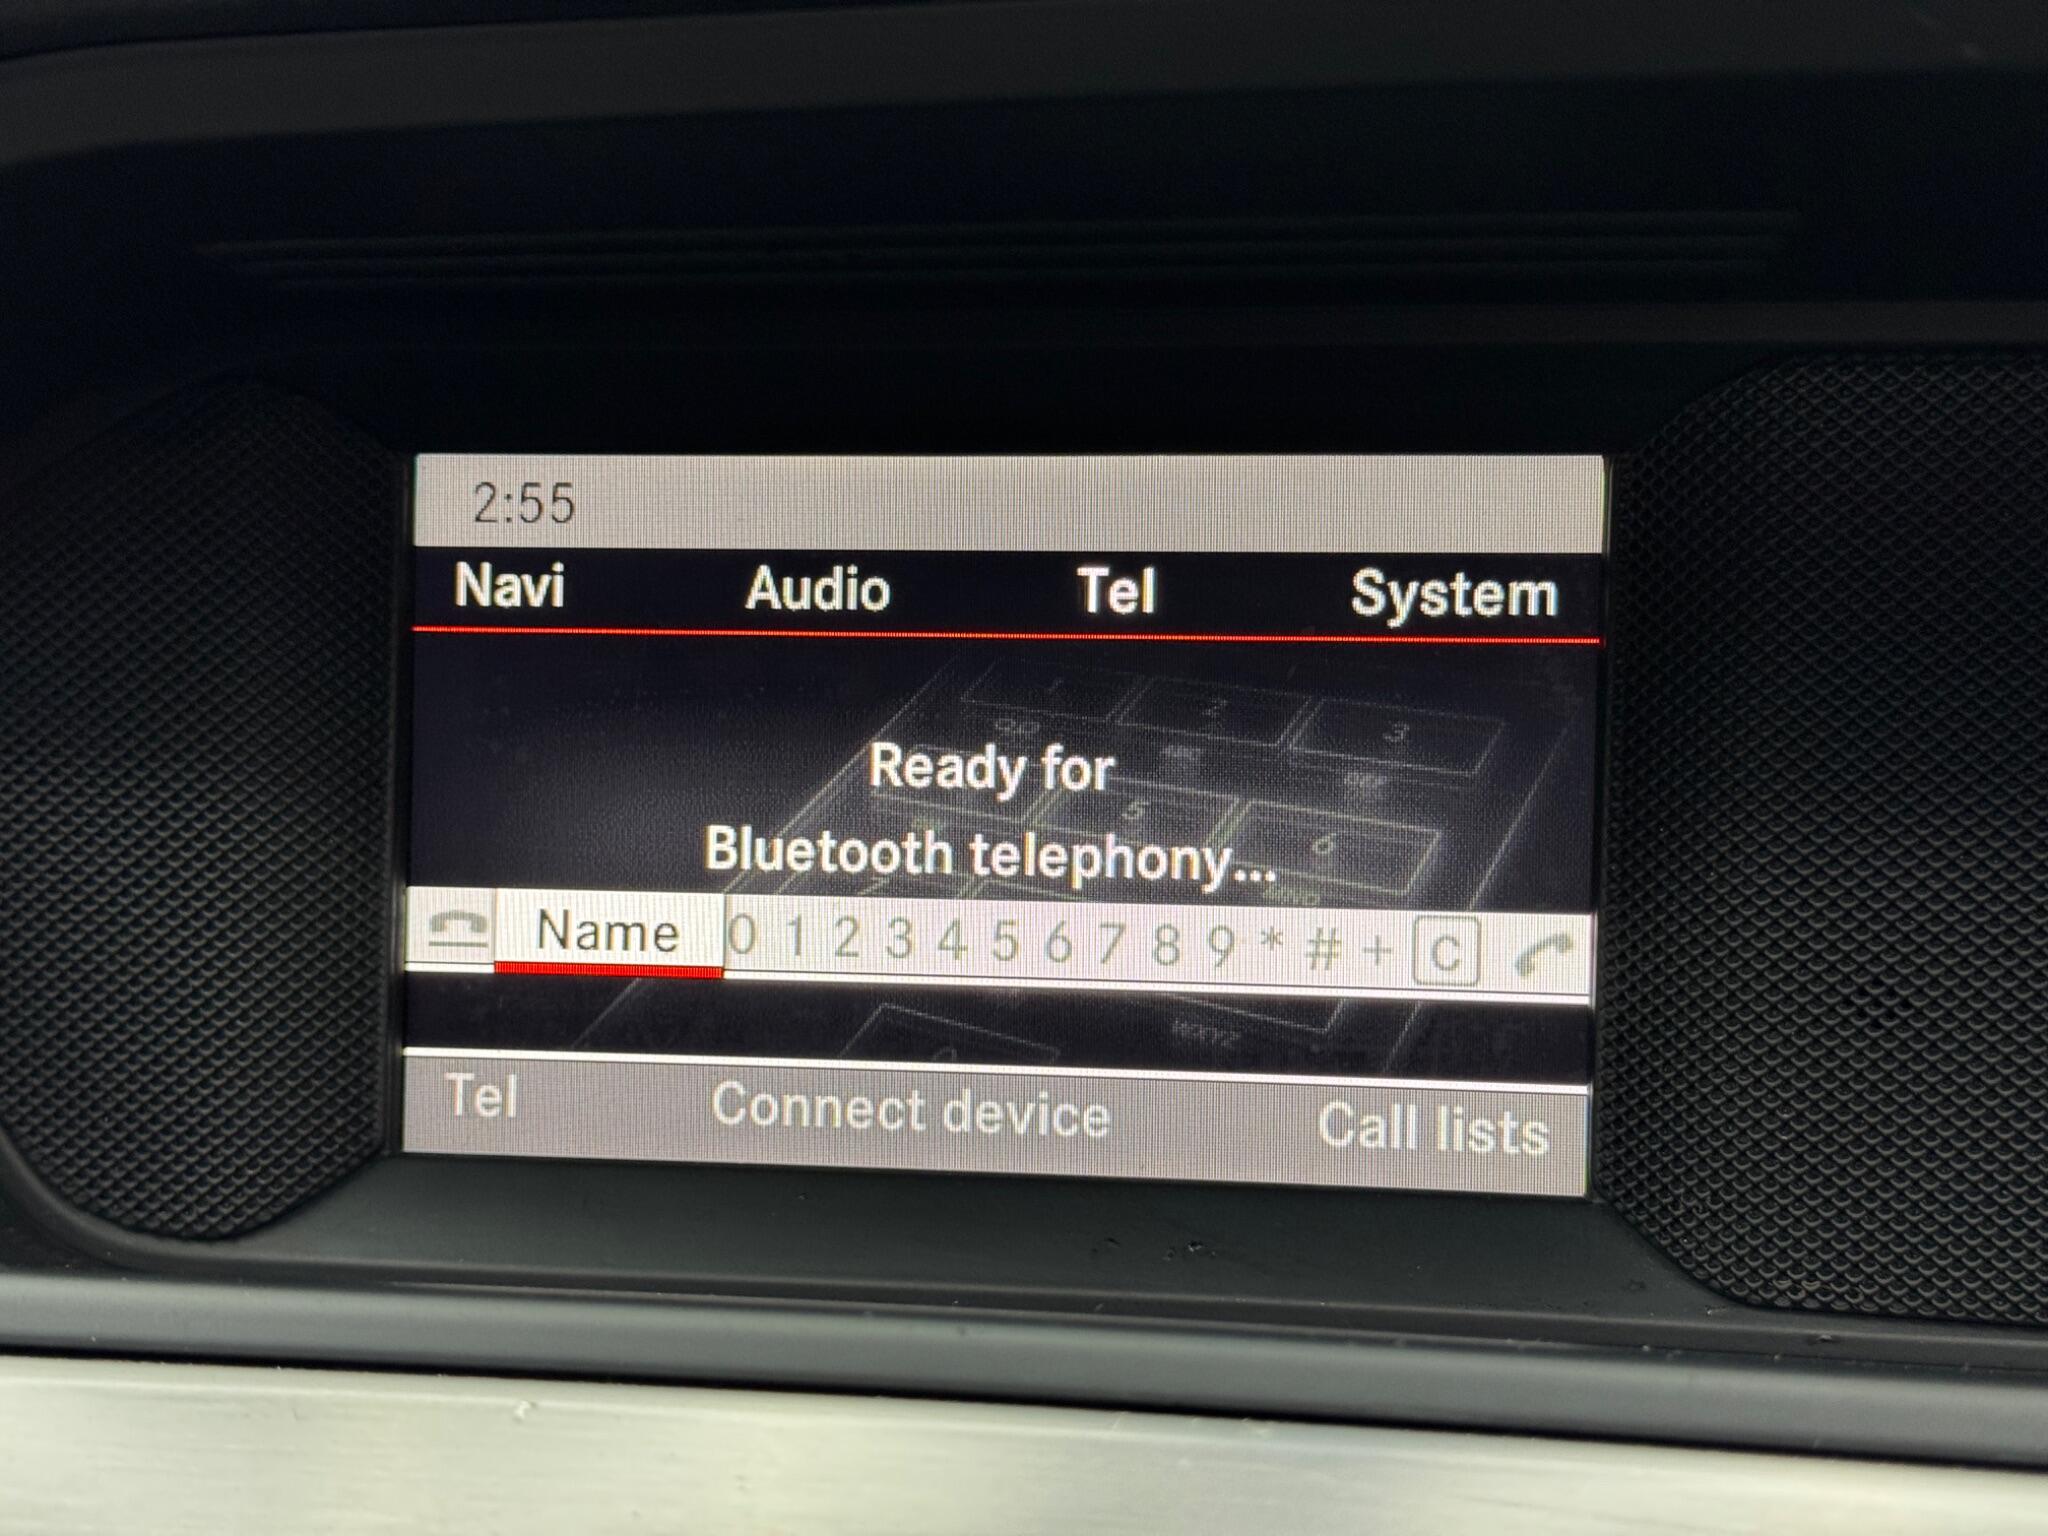 2:55
Navi Audio Tel System
Ready for
Bluetooth telephony...
Name 0 1 2 3 4 5 6 7 8 9 * # + C
Tel Connect device Call lists